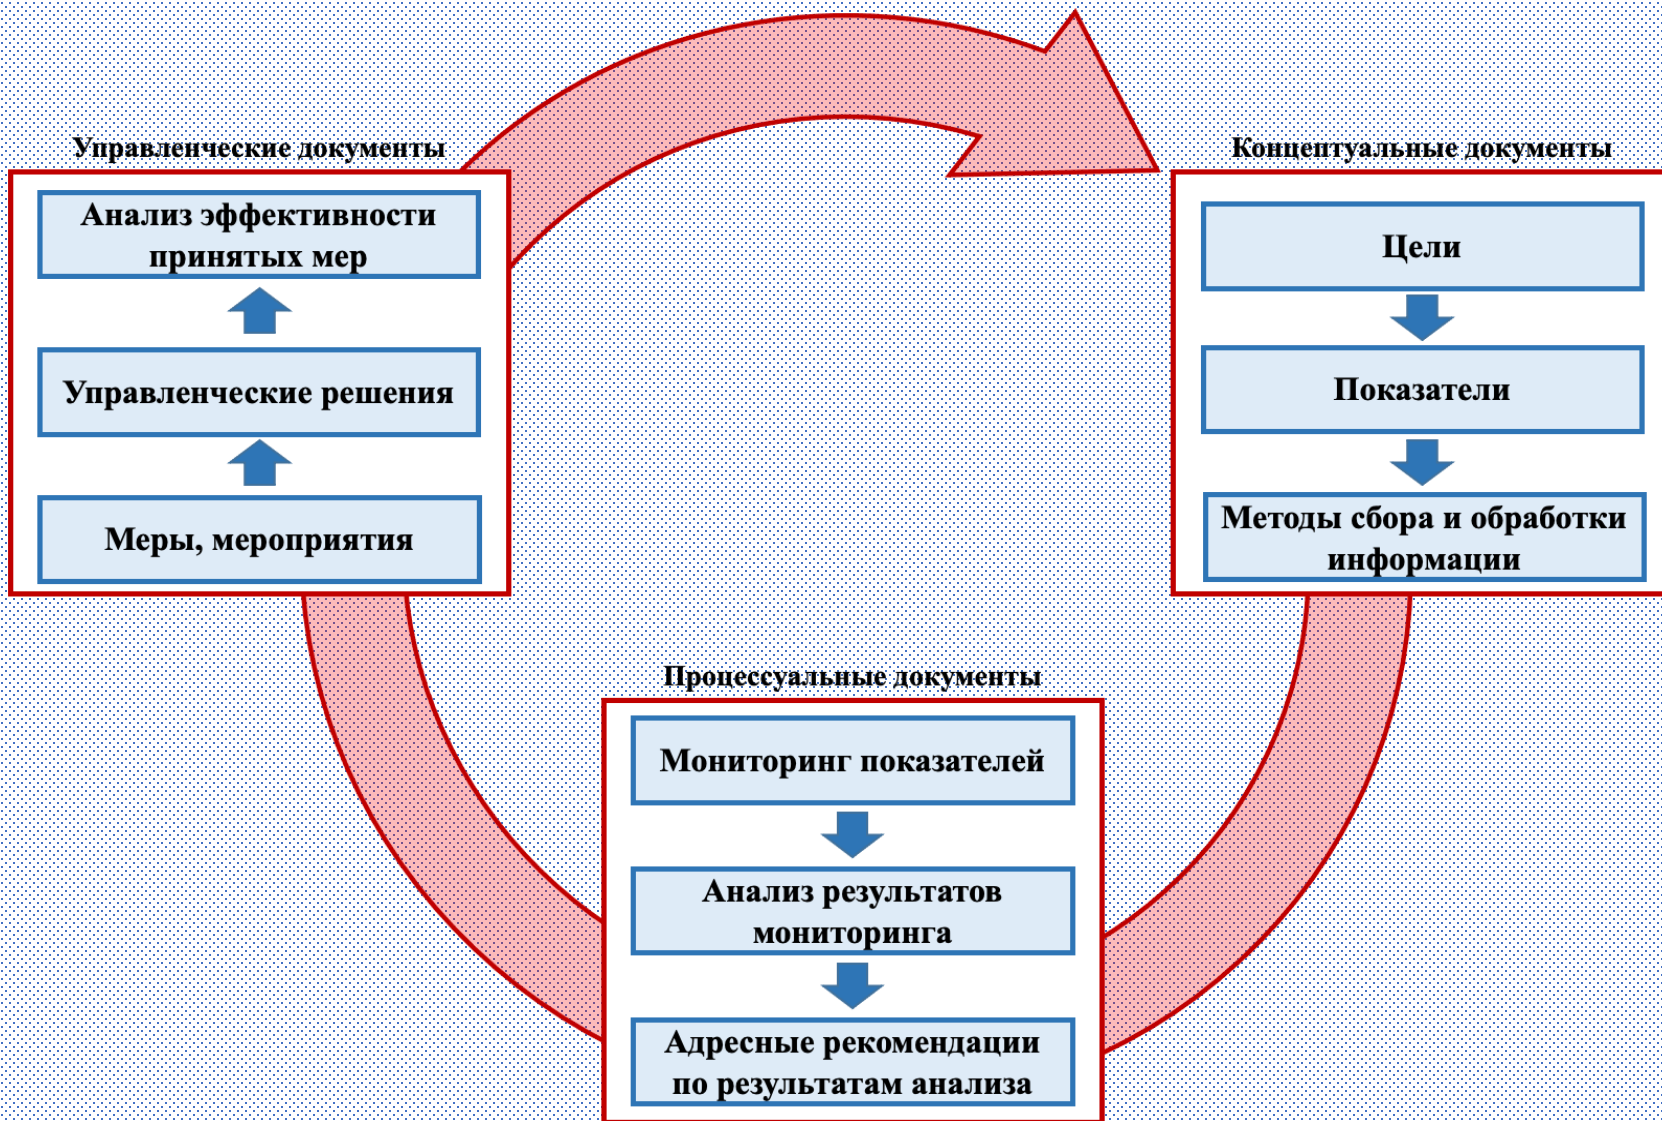 Управленческие документы
Анализ эффективности
принятых мер
Управленческие решения
Меры, мероприятия
Концептуальные документы
Цели
Показатели
Методы сбора и обработки
информации
Процессуальные документы
Мониторинг показателей
Анализ результатов
мониторинга
Адресные рекомендации
по результатам анализа